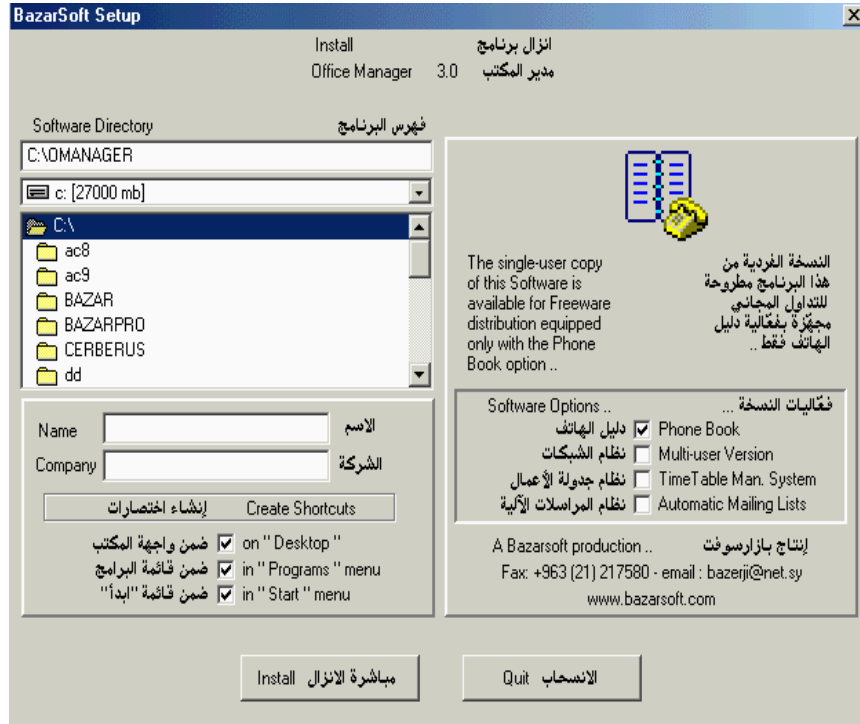 BazarSoft Setup
Install انزال برنامج
Office Manager 3.0 مدير المكتب
Software Directory فهرس البرنامج
C:\OMANAGER
c: [27000 mb]
C:\
ac8
ac9
BAZAR
BAZARPRO
CERBERUS
dd
Name الاسم
Company الشركة
إنشاء اختصارات Create Shortcuts
ضمن واجهة المكتب on " Desktop "
ضمن قائمة البرامج in " Programs " menu
ضمن قائمة "ابدأ" in " Start " menu
The single-user copy
of this Software is
available for Freeware
distribution equipped
only with the Phone
Book option ..
النسخة الفردية من
هذا البرنامج مطروحة
للتداول المجاني
مجهّزة بفعّالية دليل
الهاتف فقط ..
Software Options .. فعّاليات النسخة ...
دليل الهاتف Phone Book
نظام الشبكات Multi-user Version
نظام جدولة الأعمال TimeTable Man. System
نظام المراسلات الآلية Automatic Mailing Lists
A Bazarsoft production .. إنتاج بازارسوفت
Fax: +963 (21) 217580 - email : bazerji@net.sy
www.bazarsoft.com
Install مباشرة الانزال
Quit الانسحاب